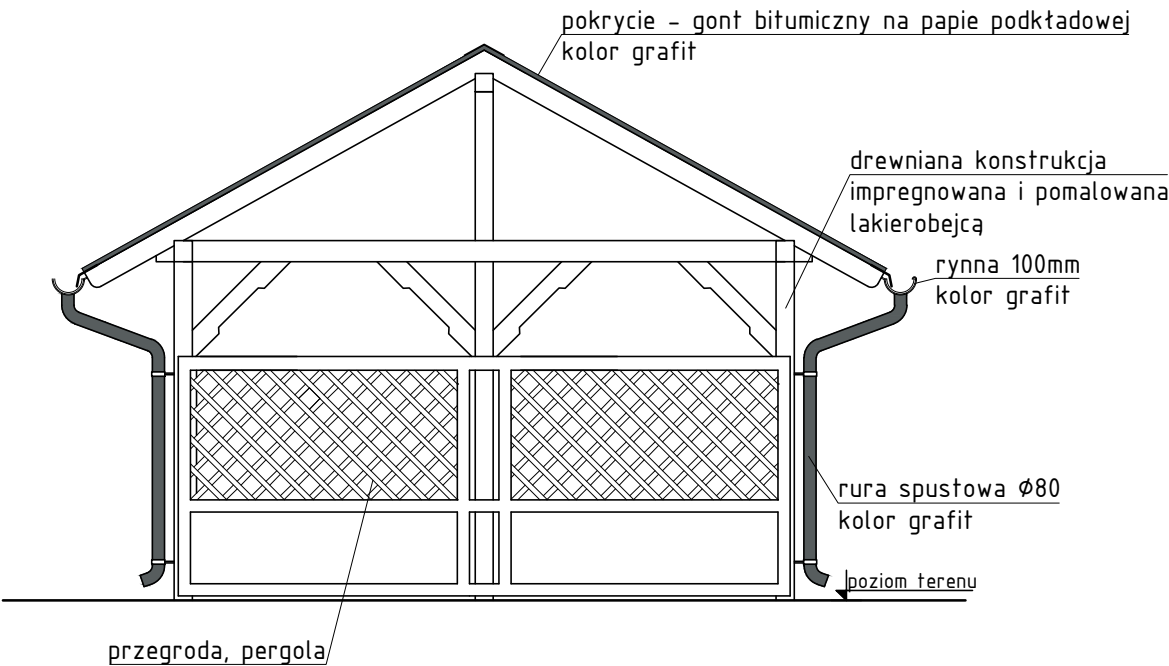 pokrycie - gont bitumiczny na papie podkładowej
kolor grafit
drewniana konstrukcja
impregnowana i pomalowana
lakierobejcą
rynna 100mm
kolor grafit
rura spustowa Ø80
kolor grafit
poziom terenu
przegroda, pergola